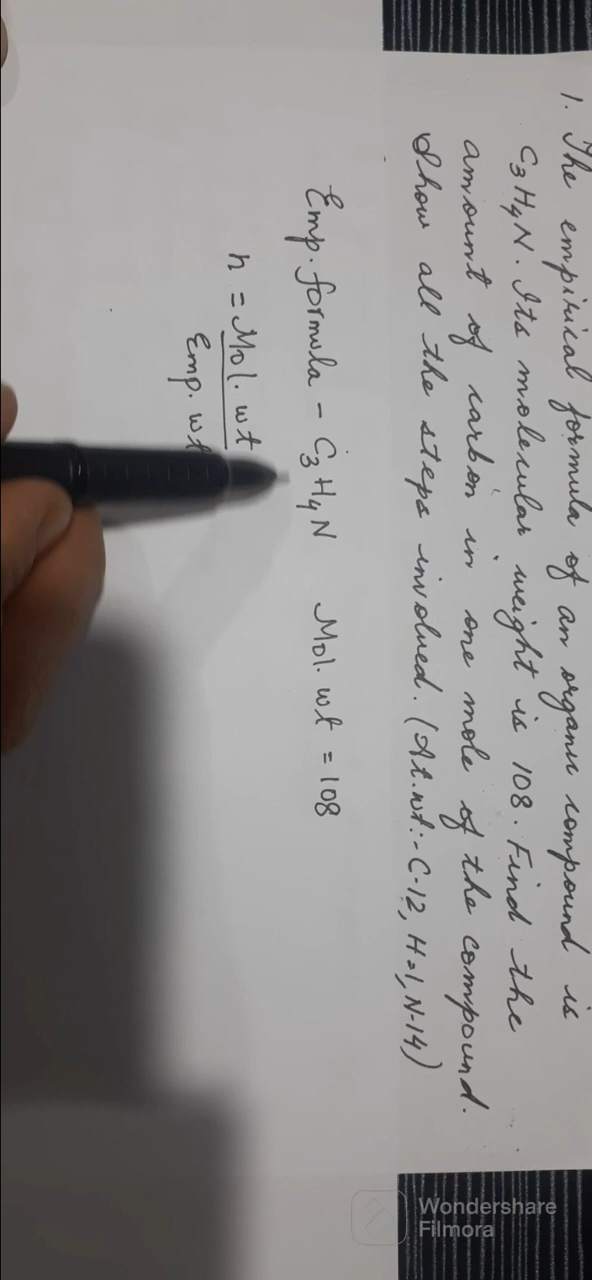 1. The empirical formula of an organic compound is
C3H4N. Its molecular weight is 108. Find the
amount of carbon in one mole of the compound.
Show all the steps involved. (At.wt:- C-12, H=1, N-14)
Emp. formula - C3H4N Mol. wt = 108
n = Mol. wt
Emp. wt
Wondershare
Filmora